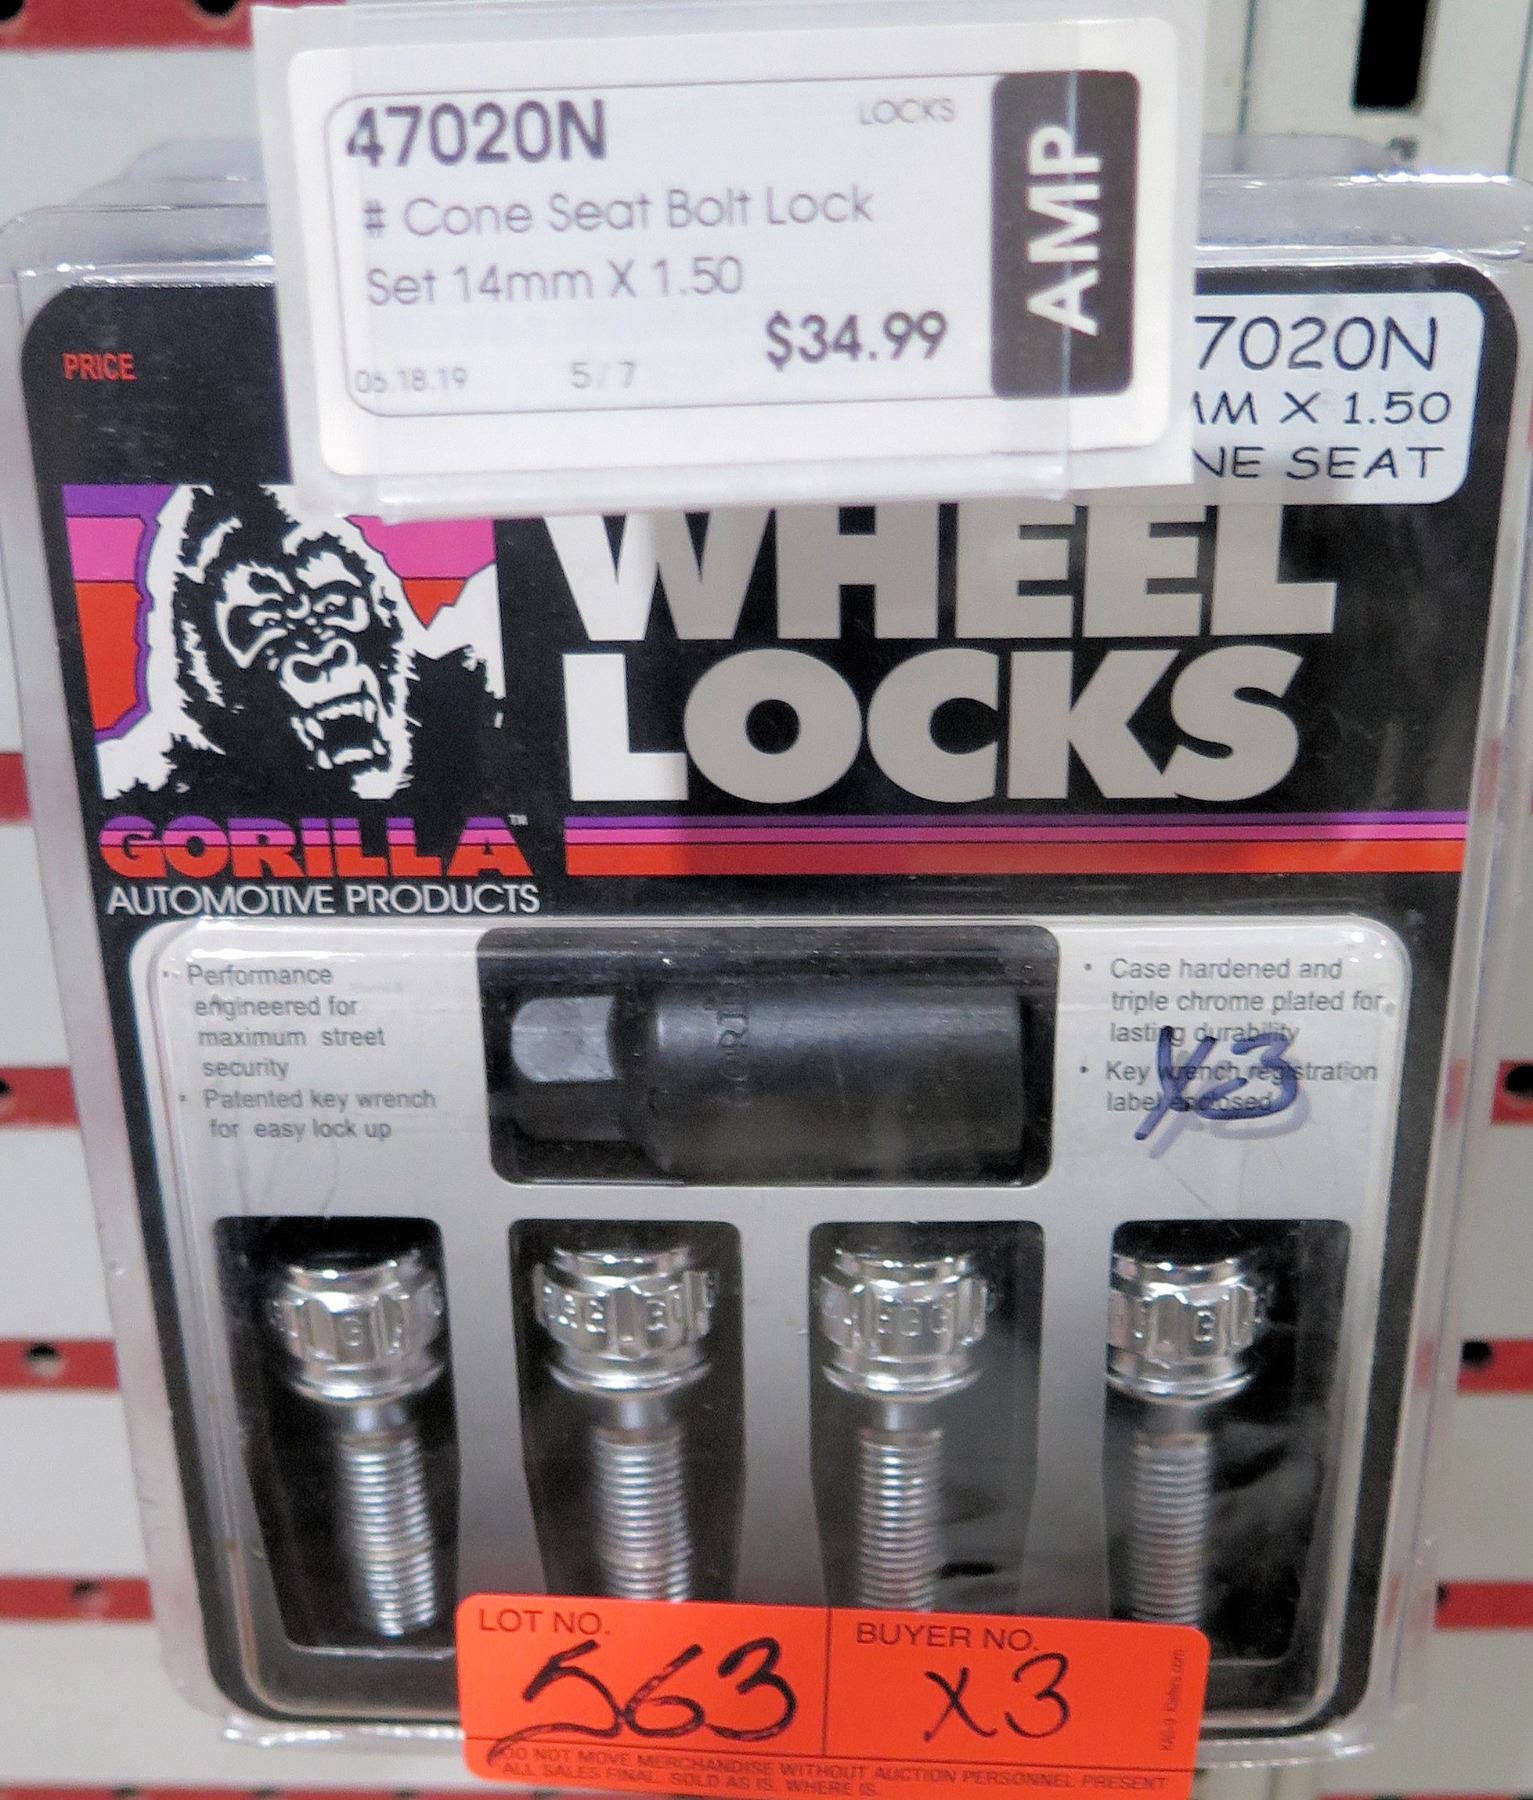 47020N
LOCKS
# Cone Seat Bolt Lock
Set 14mm X 1.50
$34.99
06.18.19
5/7
AMP
PRICE
7020N
MM X 1.50
NE SEAT
WHEEL
LOCKS
GORILLA™
AUTOMOTIVE PRODUCTS
• Performance
engineered for
maximum street
security
• Patented key wrench
for easy lock up
• Case hardened and
triple chrome plated for
lasting durability
• Key wrench registration
label enclosed
X3
LOT NO.
563
BUYER NO.
X3
DO NOT MOVE MERCHANDISE WITHOUT AUCTION PERSONNEL PRESENT
ALL SALES FINAL. SOLD AS IS. WHERE IS.